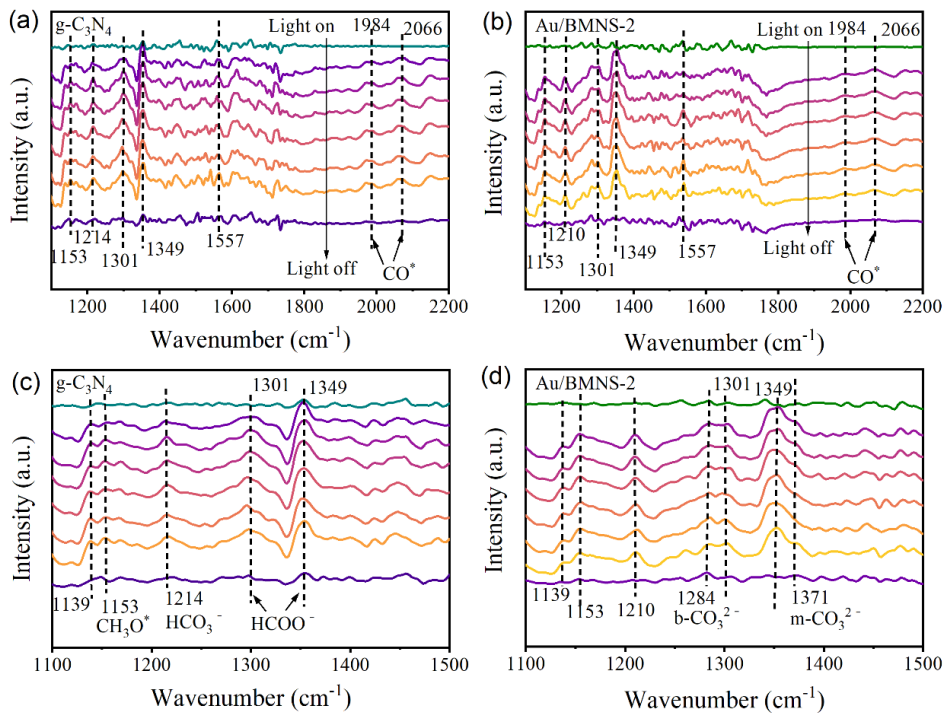 (a)
g-C₃N₄
Light on
1984
2066
1153
1214
1301
1349
1557
Light off
CO*
Intensity (a.u.)
1200 1400 1600 1800 2000 2200
Wavenumber (cm⁻¹)
(b)
Au/BMNS-2
Light on
1984
2066
1153
1210
1301
1349
1557
Light off
CO*
Intensity (a.u.)
1200 1400 1600 1800 2000 2200
Wavenumber (cm⁻¹)
(c)
g-C₃N₄
1301
1349
1139
1153
CH₃O*
1214
HCO₃⁻
HCOO⁻
Intensity (a.u.)
1100 1200 1300 1400 1500
Wavenumber (cm⁻¹)
(d)
Au/BMNS-2
1301
1349
1139
1153
1210
1284
b-CO₃²⁻
1371
m-CO₃²⁻
Intensity (a.u.)
1100 1200 1300 1400 1500
Wavenumber (cm⁻¹)